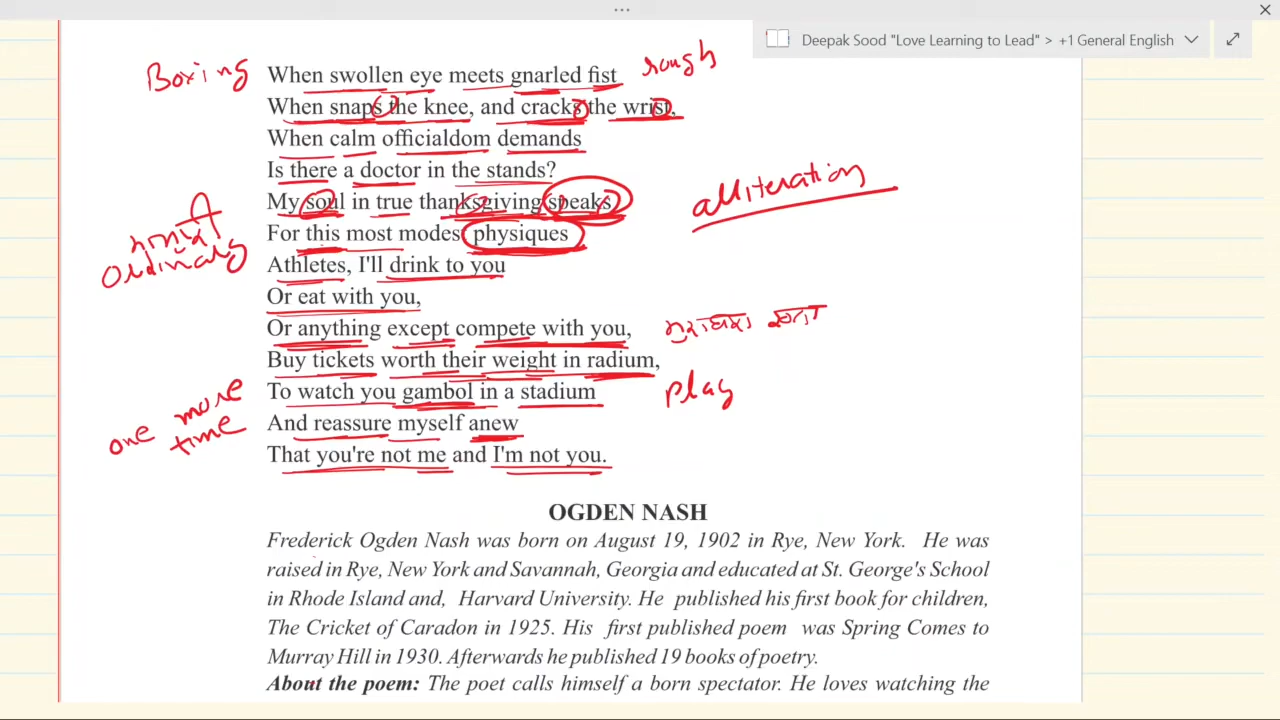 Deepak Sood "Love Learning to Lead" > +1 General English
Boxing When swollen eye meets gnarled fist rough
When snaps the knee, and cracks the wrist,
When calm officialdom demands
Is there a doctor in the stands?
alliteration
My soul in true thanksgiving speaks
For this most modes physiques
ordinary
Athletes, I'll drink to you
Or eat with you,
Or anything except compete with you,
Buy tickets worth their weight in radium,
To watch you gambol in a stadium play
one more time
And reassure myself anew
That you're not me and I'm not you.
OGDEN NASH
Frederick Ogden Nash was born on August 19, 1902 in Rye, New York. He was
raised in Rye, New York and Savannah, Georgia and educated at St. George's School
in Rhode Island and, Harvard University. He published his first book for children,
The Cricket of Caradon in 1925. His first published poem was Spring Comes to
Murray Hill in 1930. Afterwards he published 19 books of poetry.
About the poem: The poet calls himself a born spectator. He loves watching the